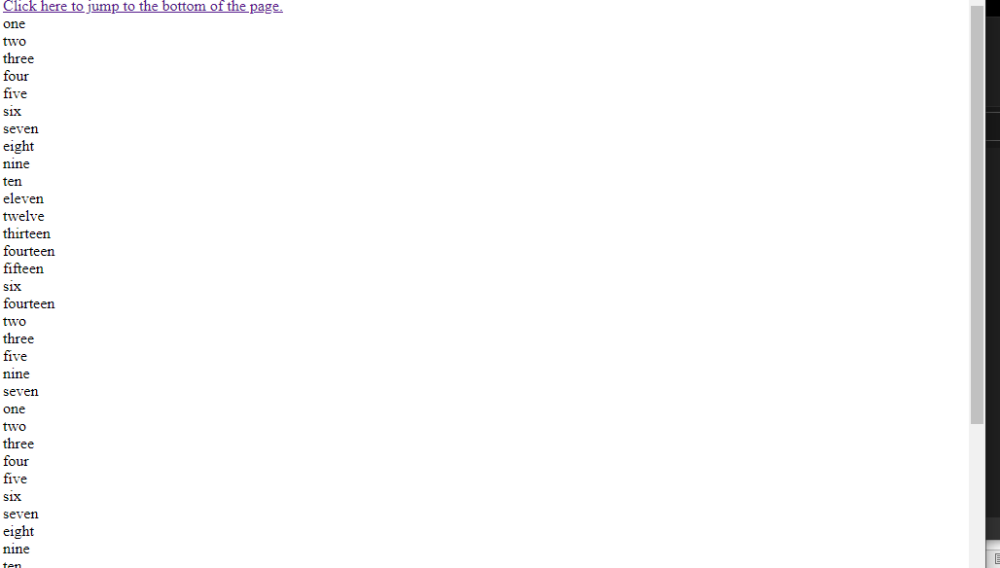 Click here to jump to the bottom of the page.
one
two
three
four
five
six
seven
eight
nine
ten
eleven
twelve
thirteen
fourteen
fifteen
six
fourteen
two
three
five
nine
seven
one
two
three
four
five
six
seven
eight
nine
ten